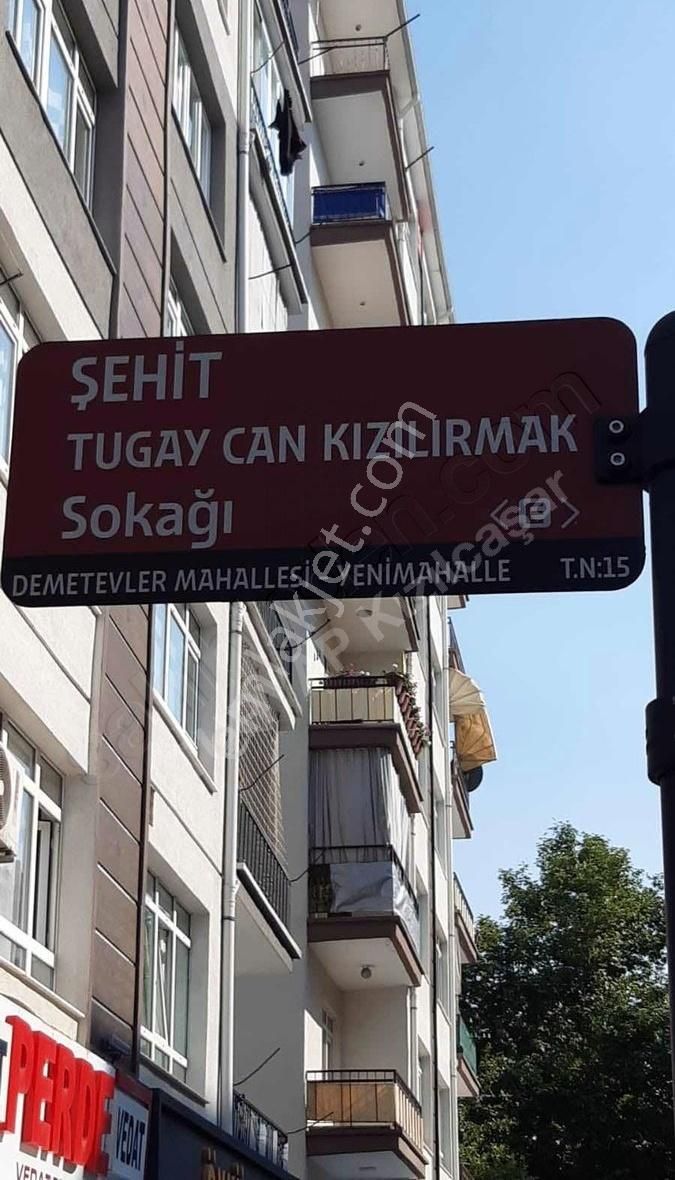 ŞEHİT
TUGAY CAN KIZILIRMAK
Sokağı
DEMETEVLER MAHALLESİ YENİMAHALLE T.N:15
PERDE
VEDAT